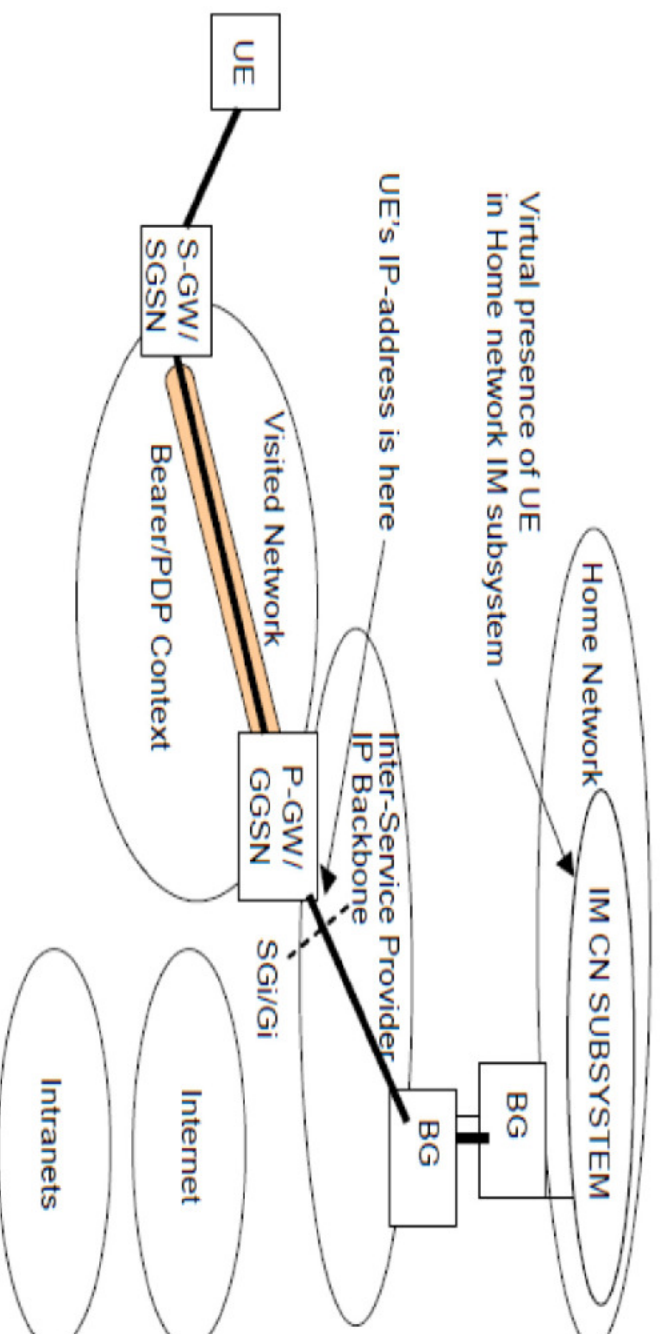 Home Network
IM CN SUBSYSTEM
Virtual presence of UE
in Home network IM subsystem
BG
UE's IP-address is here
Inter-Service Provider
IP Backbone
BG
UE
Visited Network
P-GW/
GGSN
SGi/Gi
S-GW/
SGSN
Bearer/PDP Context
Internet
Intranets